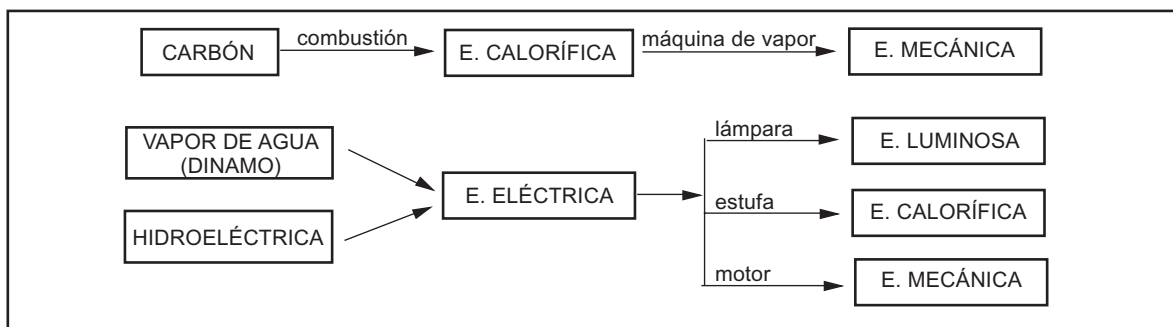 CARBÓN
combustión
E. CALORÍFICA
máquina de vapor
E. MECÁNICA
VAPOR DE AGUA
(DINAMO)
HIDROELÉCTRICA
E. ELÉCTRICA
lámpara
E. LUMINOSA
estufa
E. CALORÍFICA
motor
E. MECÁNICA